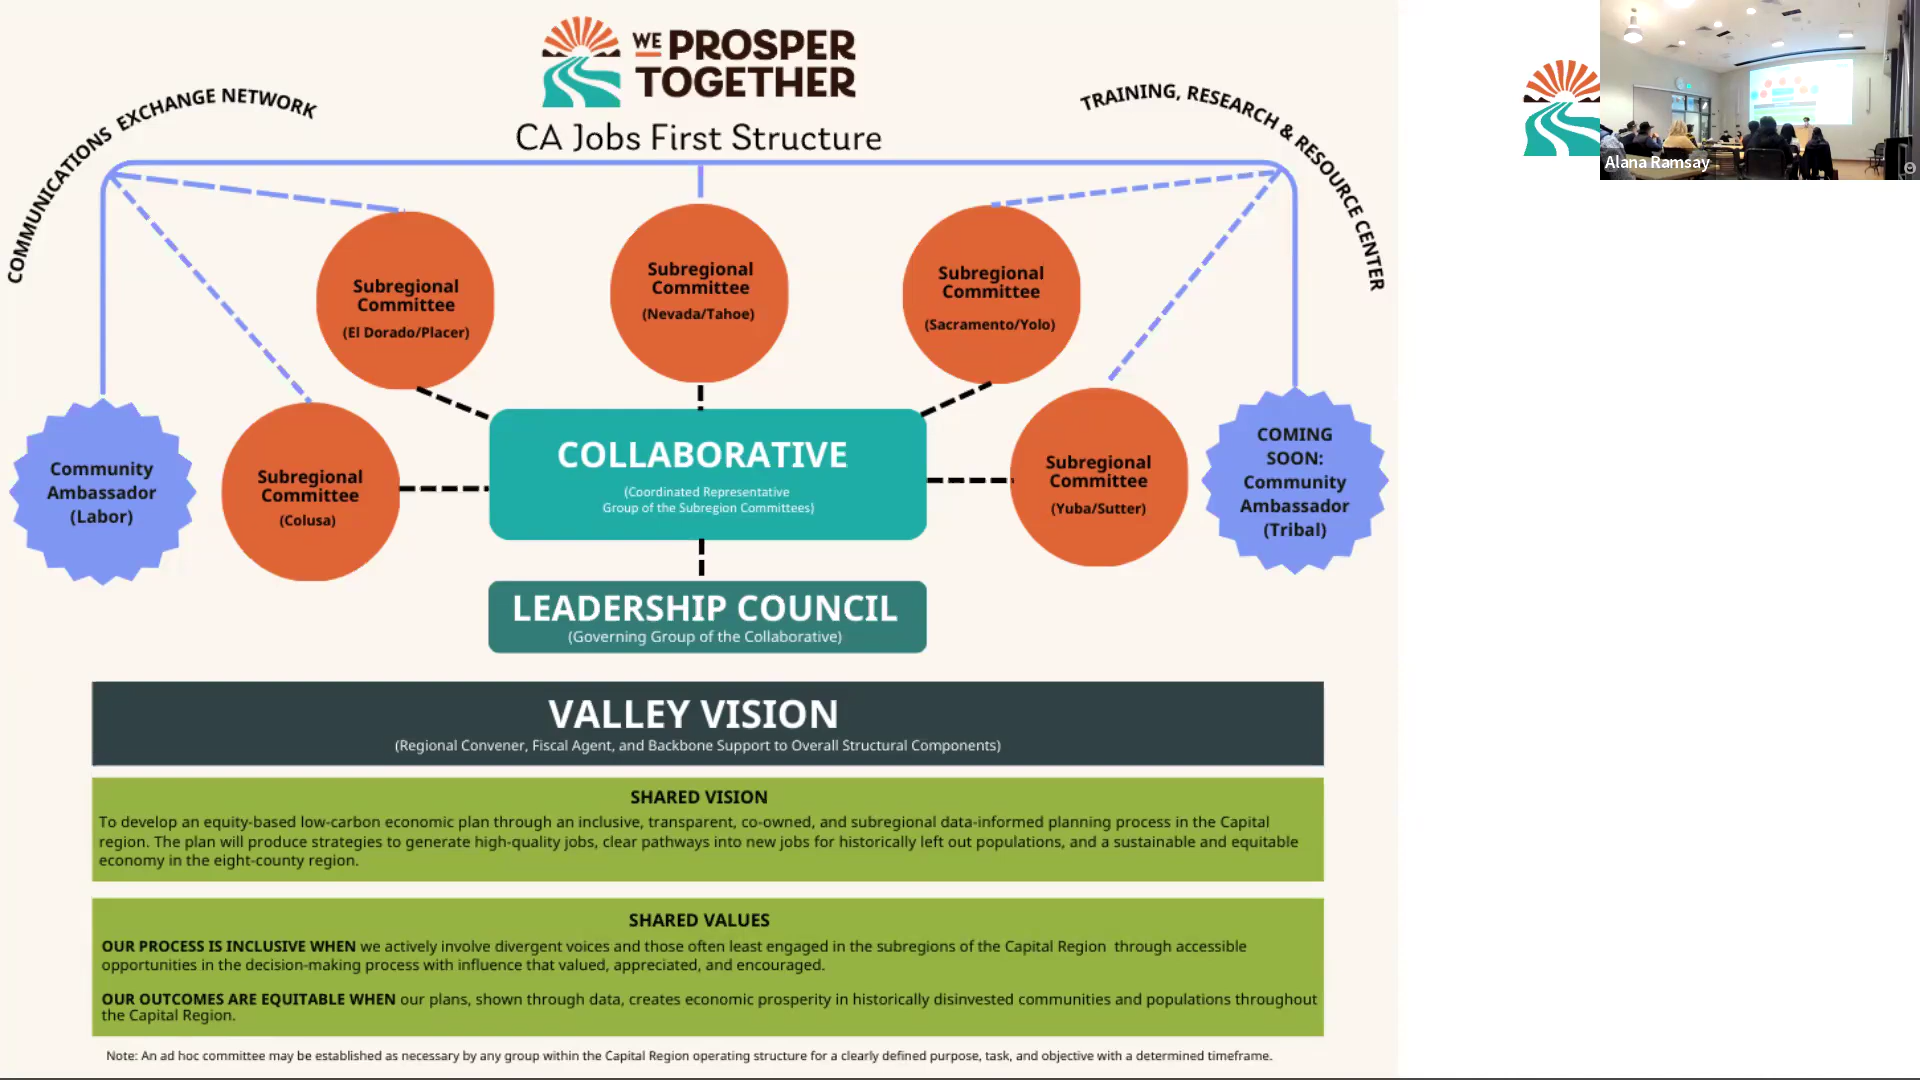 WE PROSPER
TOGETHER
CA Jobs First Structure
COMMUNICATIONS EXCHANGE NETWORK
TRAINING, RESEARCH & RESOURCE CENTER
Alana Ramsay
Subregional
Committee
(El Dorado/Placer)
Subregional
Committee
(Nevada/Tahoe)
Subregional
Committee
(Sacramento/Yolo)
Community
Ambassador
(Labor)
Subregional
Committee
(Colusa)
COLLABORATIVE
(Coordinated Representative
Group of the Subregion Committees)
Subregional
Committee
(Yuba/Sutter)
COMING
SOON:
Community
Ambassador
(Tribal)
LEADERSHIP COUNCIL
(Governing Group of the Collaborative)
VALLEY VISION
(Regional Convener, Fiscal Agent, and Backbone Support to Overall Structural Components)
SHARED VISION
To develop an equity-based low-carbon economic plan through an inclusive, transparent, co-owned, and subregional data-informed planning process in the Capital
region. The plan will produce strategies to generate high-quality jobs, clear pathways into new jobs for historically left out populations, and a sustainable and equitable
economy in the eight-county region.
SHARED VALUES
OUR PROCESS IS INCLUSIVE WHEN we actively involve divergent voices and those often least engaged in the subregions of the Capital Region through accessible
opportunities in the decision-making process with influence that valued, appreciated, and encouraged.
OUR OUTCOMES ARE EQUITABLE WHEN our plans, shown through data, creates economic prosperity in historically disinvested communities and populations throughout
the Capital Region.
Note: An ad hoc committee may be established as necessary by any group within the Capital Region operating structure for a clearly defined purpose, task, and objective with a determined timeframe.